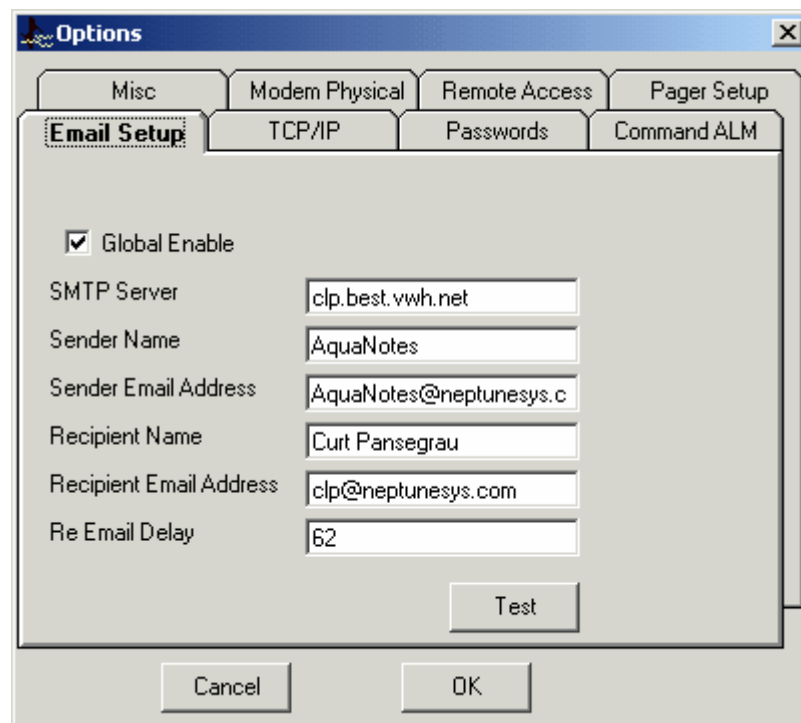 Options
Misc
Modem Physical
Remote Access
Pager Setup
Email Setup
TCP/IP
Passwords
Command ALM
Global Enable
SMTP Server
clp.best.vwh.net
Sender Name
AquaNotes
Sender Email Address
AquaNotes@neptunesys.c
Recipient Name
Curt Pansegrau
Recipient Email Address
clp@neptunesys.com
Re Email Delay
62
Test
Cancel
OK